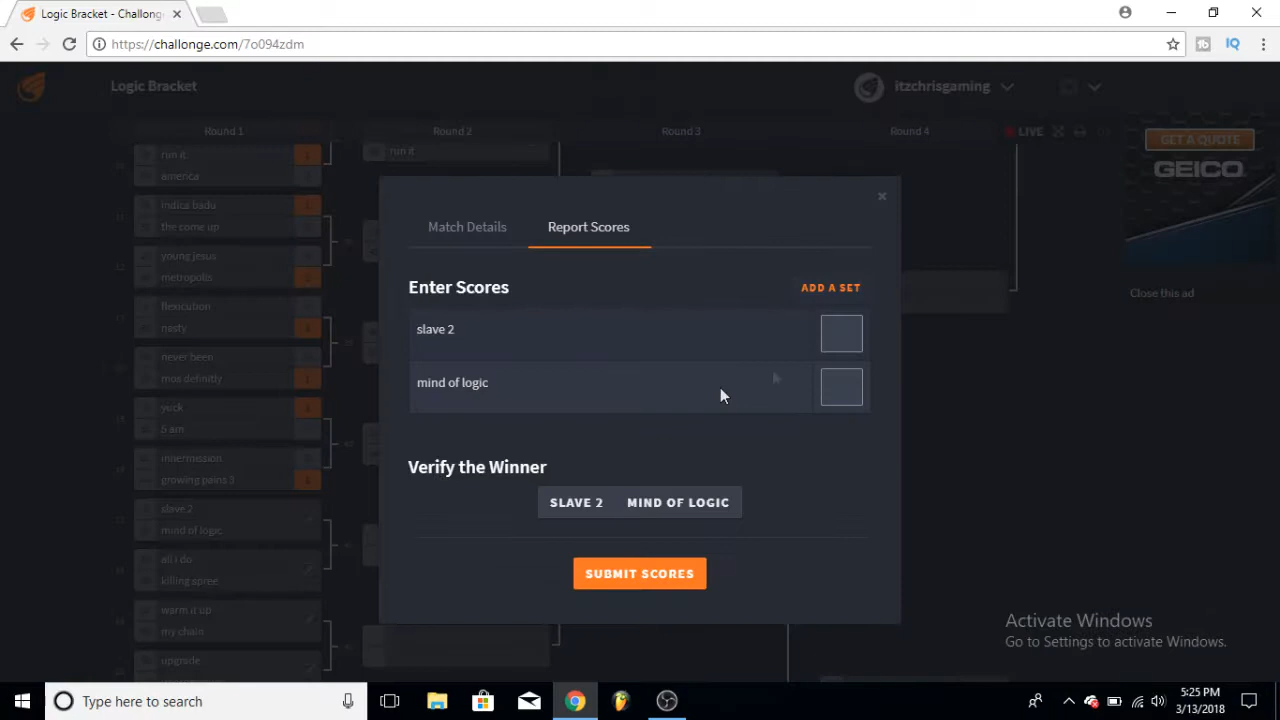 Logic Bracket - Challong
https://challonge.com/7o094zdm
Logic Bracket
itzchrisgaming
Round 1
Round 2
Round 3
Round 4
LIVE
run it
america
run it
indica badu
the come up
young jesus
metropolis
flexicution
nasty
never been
mos definitly
yuck
5 am
innermission
growing pains 3
slave 2
mind of logic
all i do
killing spree
warm it up
my chain
upgrade
Match Details
Report Scores
Enter Scores
ADD A SET
slave 2
mind of logic
Verify the Winner
SLAVE 2
MIND OF LOGIC
SUBMIT SCORES
GET A QUOTE
GEICO
Close this ad
Activate Windows
Go to Settings to activate Windows.
Type here to search
5:25 PM
3/13/2018